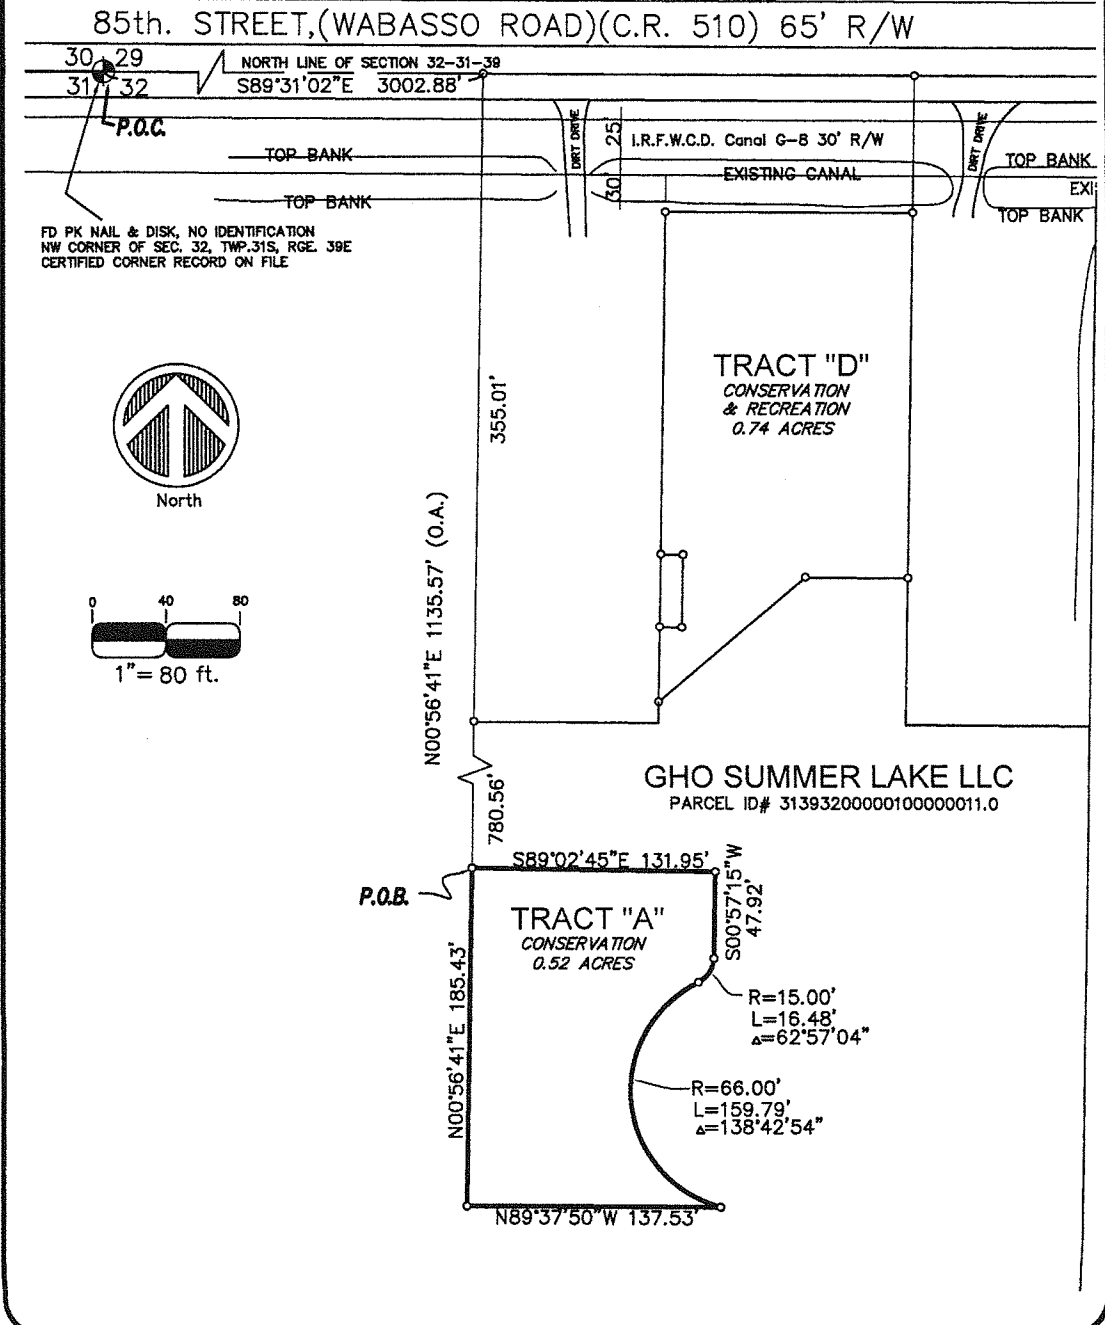 85th. STREET,(WABASSO ROAD)(C.R. 510) 65' R/W
30 29
31 32
NORTH LINE OF SECTION 32-31-39
S89°31'02"E 3002.88'
P.O.C.
TOP BANK
TOP BANK
DIRT DRIVE
25'
30'
I.R.F.W.C.D. Canal G-8 30' R/W
EXISTING CANAL
DIRT DRIVE
TOP BANK
EXI
TOP BANK
FD PK NAIL & DISK, NO IDENTIFICATION
NW CORNER OF SEC. 32, TWP.31S, RGE. 39E
CERTIFIED CORNER RECORD ON FILE
North
0 40 80
1"= 80 ft.
355.01'
N00°56'41"E 1135.57' (O.A.)
780.56'
TRACT "D"
CONSERVATION
& RECREATION
0.74 ACRES
GHO SUMMER LAKE LLC
PARCEL ID# 31393200000100000011.0
S89°02'45"E 131.95'
P.O.B.
S00°57'15"W
47.92'
TRACT "A"
CONSERVATION
0.52 ACRES
N00°56'41"E 185.43'
R=15.00'
L=16.48'
Δ=62°57'04"
R=66.00'
L=159.79'
Δ=138°42'54"
N89°37'50"W 137.53'